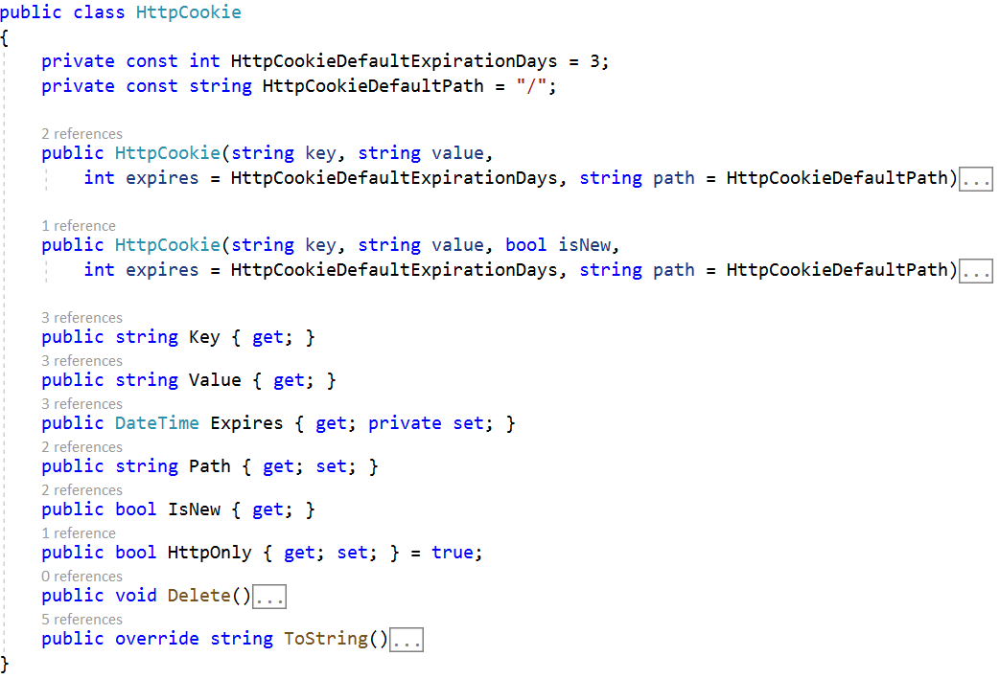 public class HttpCookie
{
    private const int HttpCookieDefaultExpirationDays = 3;
    private const string HttpCookieDefaultPath = "/";
    2 references
    public HttpCookie(string key, string value,
        int expires = HttpCookieDefaultExpirationDays, string path = HttpCookieDefaultPath)...
    1 reference
    public HttpCookie(string key, string value, bool isNew,
        int expires = HttpCookieDefaultExpirationDays, string path = HttpCookieDefaultPath)...
    3 references
    public string Key { get; }
    3 references
    public string Value { get; }
    3 references
    public DateTime Expires { get; private set; }
    2 references
    public string Path { get; set; }
    2 references
    public bool IsNew { get; }
    1 reference
    public bool HttpOnly { get; set; } = true;
    0 references
    public void Delete()...
    5 references
    public override string ToString()...
}